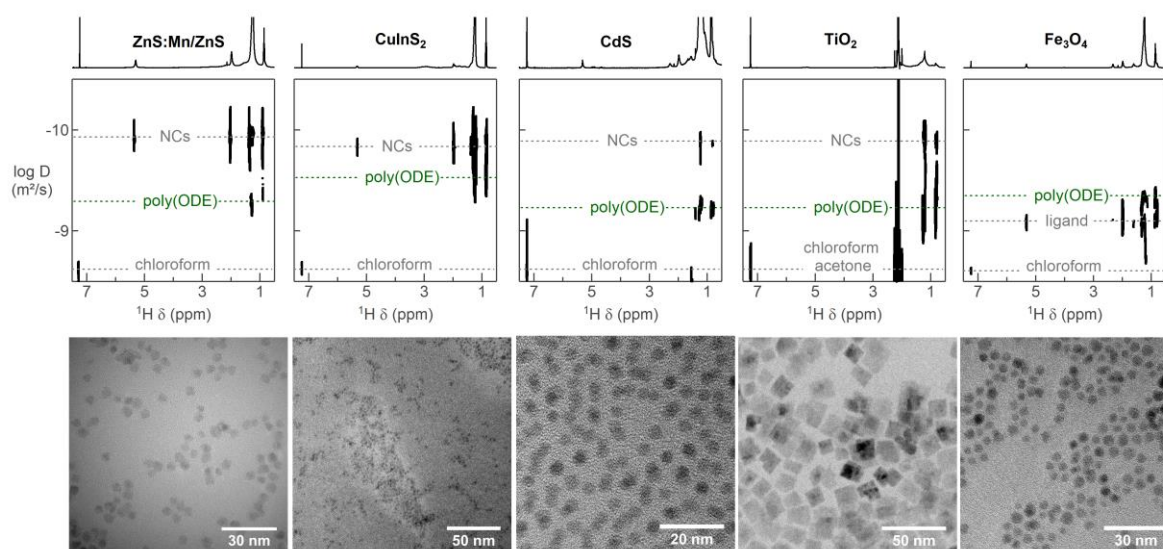 ZnS:Mn/ZnS
CuInS₂
CdS
TiO₂
Fe₃O₄
-10
log D
(m²/s)
-9
NCs
poly(ODE)
chloroform
NCs
poly(ODE)
chloroform
NCs
poly(ODE)
NCs
poly(ODE)
chloroform
acetone
poly(ODE)
ligand
chloroform
7 5 3 1
7 5 3 1
7 5 3 1
7 5 3 1
7 5 3 1
¹H δ (ppm)
¹H δ (ppm)
¹H δ (ppm)
¹H δ (ppm)
¹H δ (ppm)
30 nm
50 nm
20 nm
50 nm
30 nm